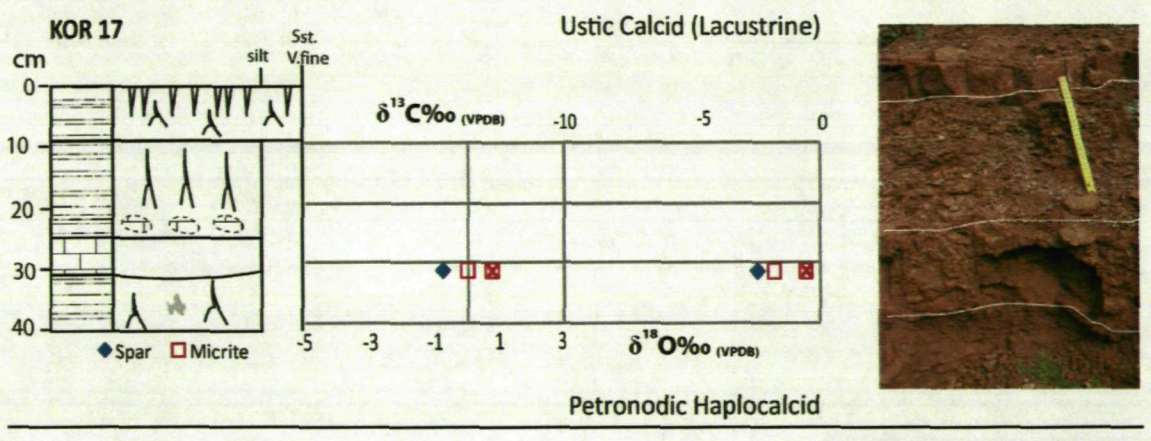 KOR 17
Ustic Calcid (Lacustrine)
cm
silt
Sst.
V.fine
0
10
20
30
40
δ¹³C‰ (VPDB)
-10
-5
0
-5
-3
-1
1
3
δ¹⁸O‰ (VPDB)
Spar
Micrite
Petronodic Haplocalcid